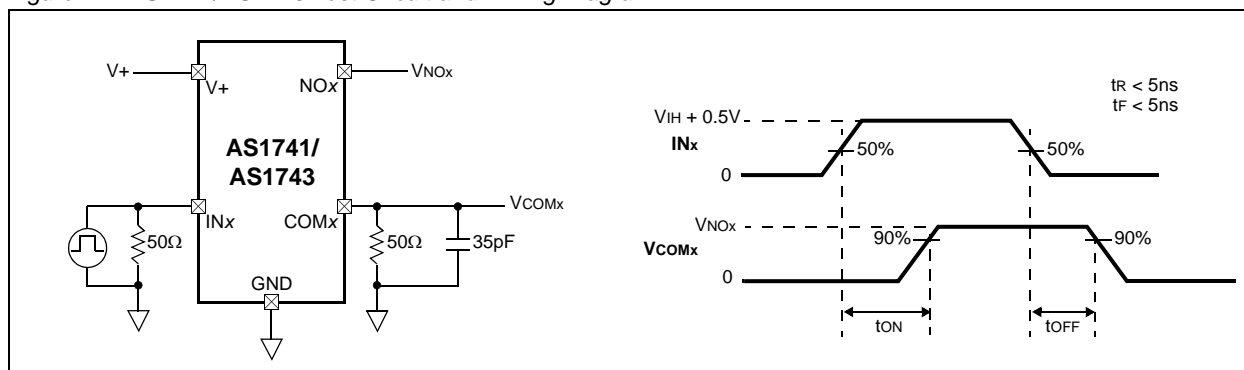 V+
V+
NOx
VNOx
AS1741/
AS1743
INx
COMx
VCOMx
50Ω
50Ω
35pF
GND
tR < 5ns
tF < 5ns
VIH + 0.5V
INx
50%
50%
0
VNOx
90%
90%
VCOMx
0
tON
tOFF